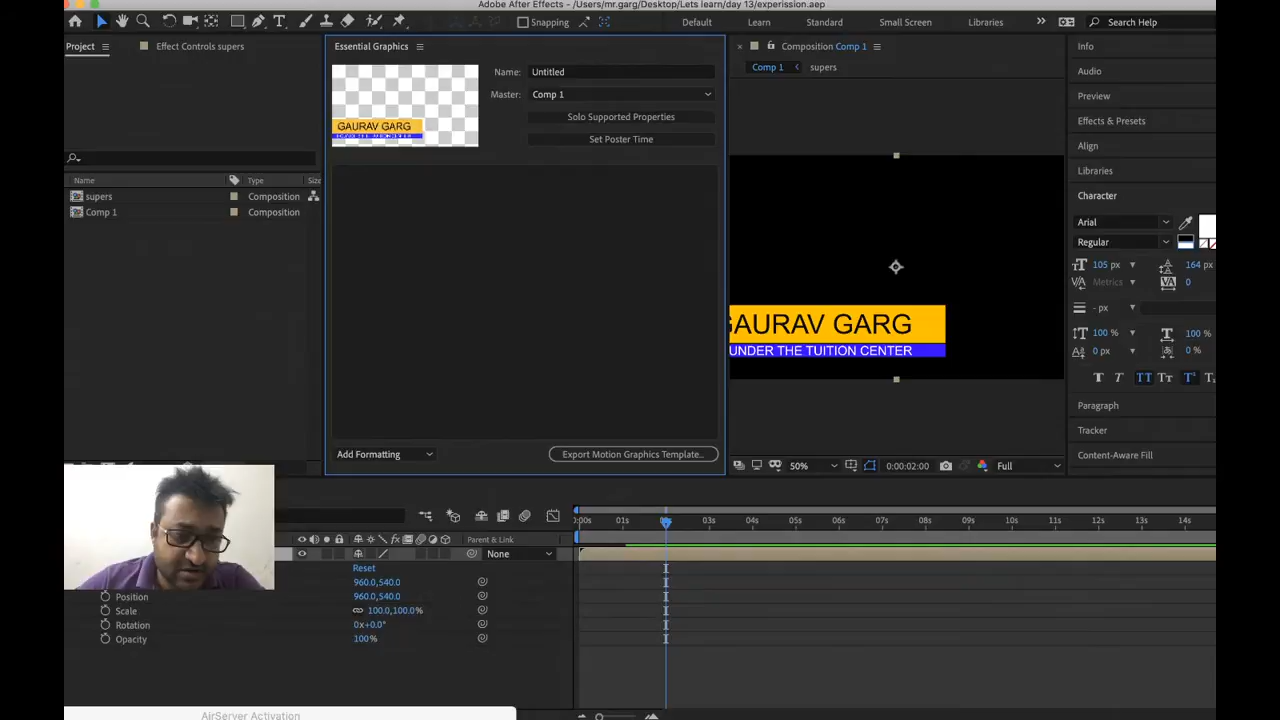 Adobe After Effects - /Users/mr.garg/Desktop/Lets learn/day 13/experission.aep
Snapping
Default
Learn
Standard
Small Screen
Libraries
Search Help
Project
Effect Controls supers
Essential Graphics
Composition Comp 1
Info
Comp 1
supers
Name:
Untitled
Master:
Comp 1
Solo Supported Properties
Set Poster Time
GAURAV GARG
Audio
Preview
Effects & Presets
Align
Libraries
Character
Arial
Regular
105 px
164 px
Metrics
0
- px
100 %
100 %
0 px
0 %
Name
Type
Size
supers
Composition
Comp 1
Composition
GAURAV GARG
UNDER THE TUITION CENTER
Paragraph
Tracker
Content-Aware Fill
Add Formatting
Export Motion Graphics Template...
50%
0:00:02:00
Full
:00s
01s
03s
04s
05s
06s
07s
08s
09s
10s
11s
12s
13s
14s
Parent & Link
None
Reset
960.0,540.0
Position
960.0,540.0
Scale
100.0,100.0%
Rotation
0x+0.0°
Opacity
100%
AirServer Activation